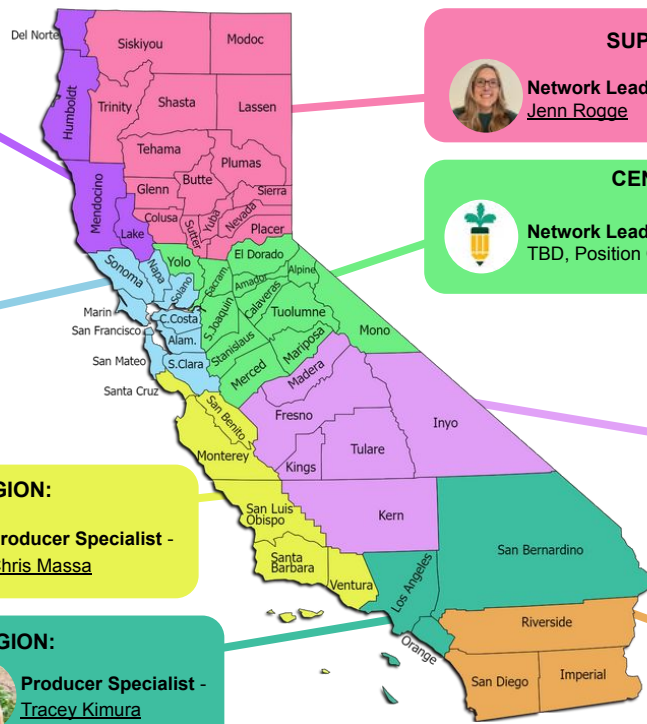 Del Norte
Siskiyou
Modoc
Humboldt
Trinity
Shasta
Lassen
Tehama
Plumas
Mendocino
Glenn
Butte
Sierra
Colusa
Sutter
Yuba
Nevada
Placer
Lake
Sonoma
Napa
Yolo
Solano
Sacram.
El Dorado
Amador
Alpine
Calaveras
S.Joaquin
Tuolumne
Mono
Marin
San Francisco
C.Costa
Alam.
Stanislaus
Mariposa
San Mateo
S.Clara
Merced
Madera
Santa Cruz
San Benito
Fresno
Inyo
Monterey
Kings
Tulare
San Luis
Obispo
Kern
Santa
Barbara
Ventura
Los Angeles
San Bernardino
Orange
Riverside
San Diego
Imperial
SUP
Network Lead
Jenn Rogge
CEN
Network Lead
TBD, Position
GION:
roducer Specialist -
hris Massa
GION:
Producer Specialist -
Tracey Kimura